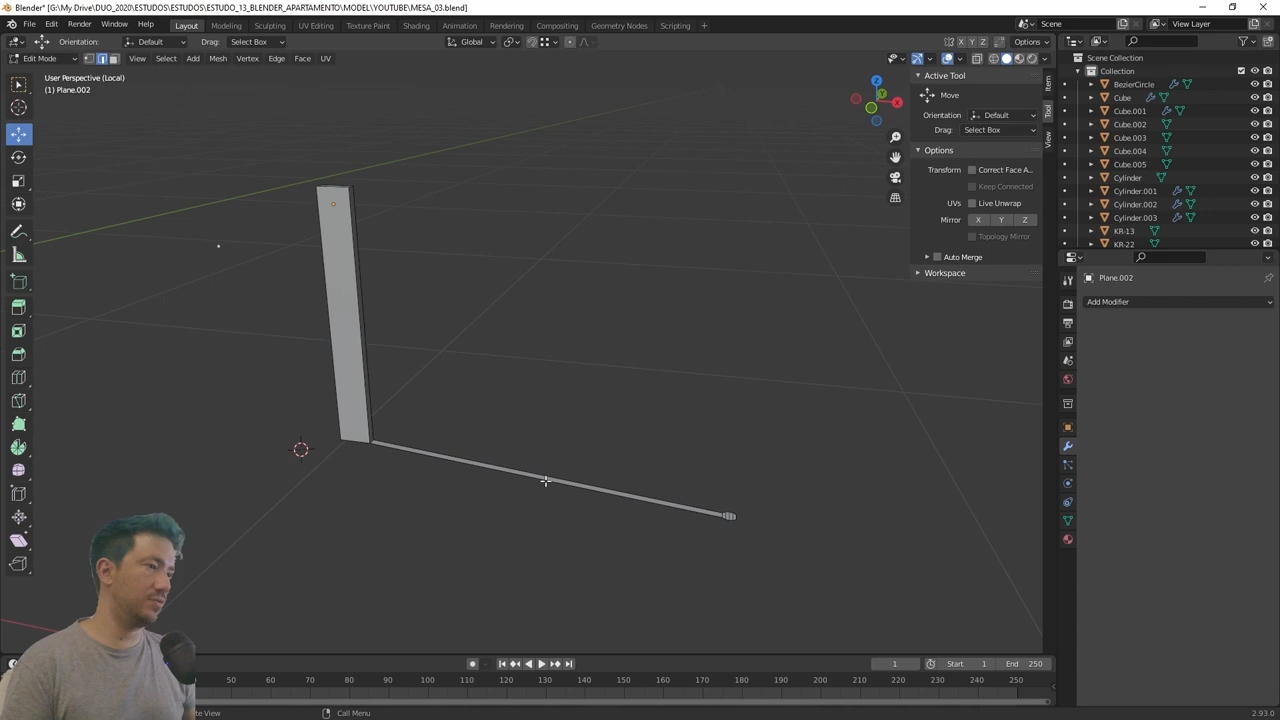 Blender* [G:\My Drive\DUO_2020\ESTUDOS\ESTUDOS\ESTUDO_13_BLENDER_APARTAMENTO\MODEL\YOUTUBE\MESA_03.blend]
File Edit Render Window Help Layout Modeling Sculpting UV Editing Texture Paint Shading Animation Rendering Compositing Geometry Nodes Scripting Scene View Layer
Orientation: Default Drag: Select Box Global X Y Z Options
Edit Mode View Select Add Mesh Vertex Edge Face UV
User Perspective (Local)
(1) Plane.002
X
Y
Z
Active Tool
Move
Orientation Default
Drag: Select Box
Options
Transform Correct Face A...
Keep Connected
UVs Live Unwrap
Mirror X Y Z
Topology Mirror
Auto Merge
Workspace
Item
Tool
View
Scene Collection
Collection
BezierCircle
Cube
Cube.001
Cube.002
Cube.003
Cube.004
Cube.005
Cylinder
Cylinder.001
Cylinder.002
Cylinder.003
KR-13
KR-22
Plane.002
Add Modifier
1 Start 1 End 250
50 60 70 80 90 100 110 120 130 140 150 160 170 180 190 200 210 220 230 240 250
te View Call Menu 2.93.0